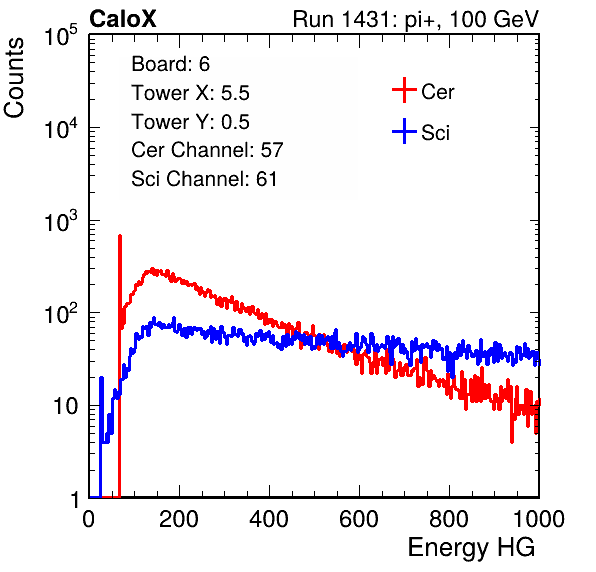 CaloX Run 1431: pi+, 100 GeV
Board: 6
Tower X: 5.5
Tower Y: 0.5
Cer Channel: 57
Sci Channel: 61
Cer
Sci
Counts
10^5
10^4
10^3
10^2
10
1
0 200 400 600 800 1000
Energy HG